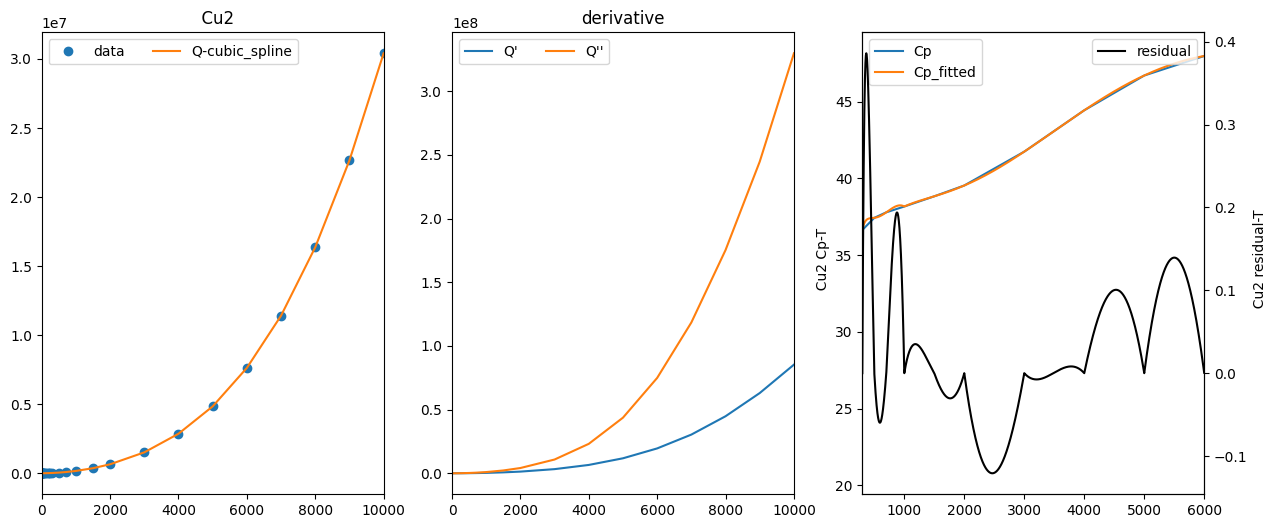 Cu2
1e7
data
Q-cubic_spline
3.0
2.5
2.0
1.5
1.0
0.5
0.0
0 2000 4000 6000 8000 10000
derivative
1e8
Q'
Q''
3.0
2.5
2.0
1.5
1.0
0.5
0.0
0 2000 4000 6000 8000 10000
Cp
Cp_fitted
residual
Cu2 Cp-T
45
40
35
30
25
20
1000 2000 3000 4000 5000 6000
0.4
0.3
0.2
0.1
0.0
−0.1
Cu2 residual-T